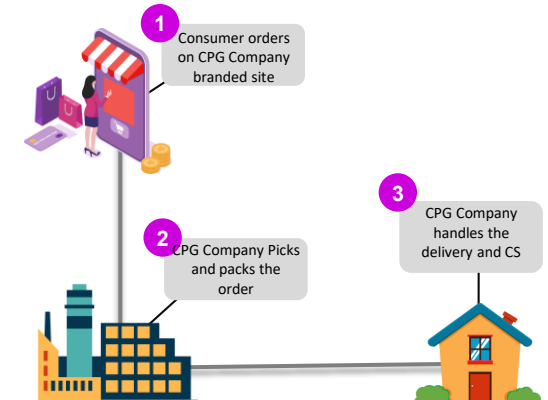 1
Consumer orders
on CPG Company
branded site
2
CPG Company Picks
and packs the
order
3
CPG Company
handles the
delivery and CS